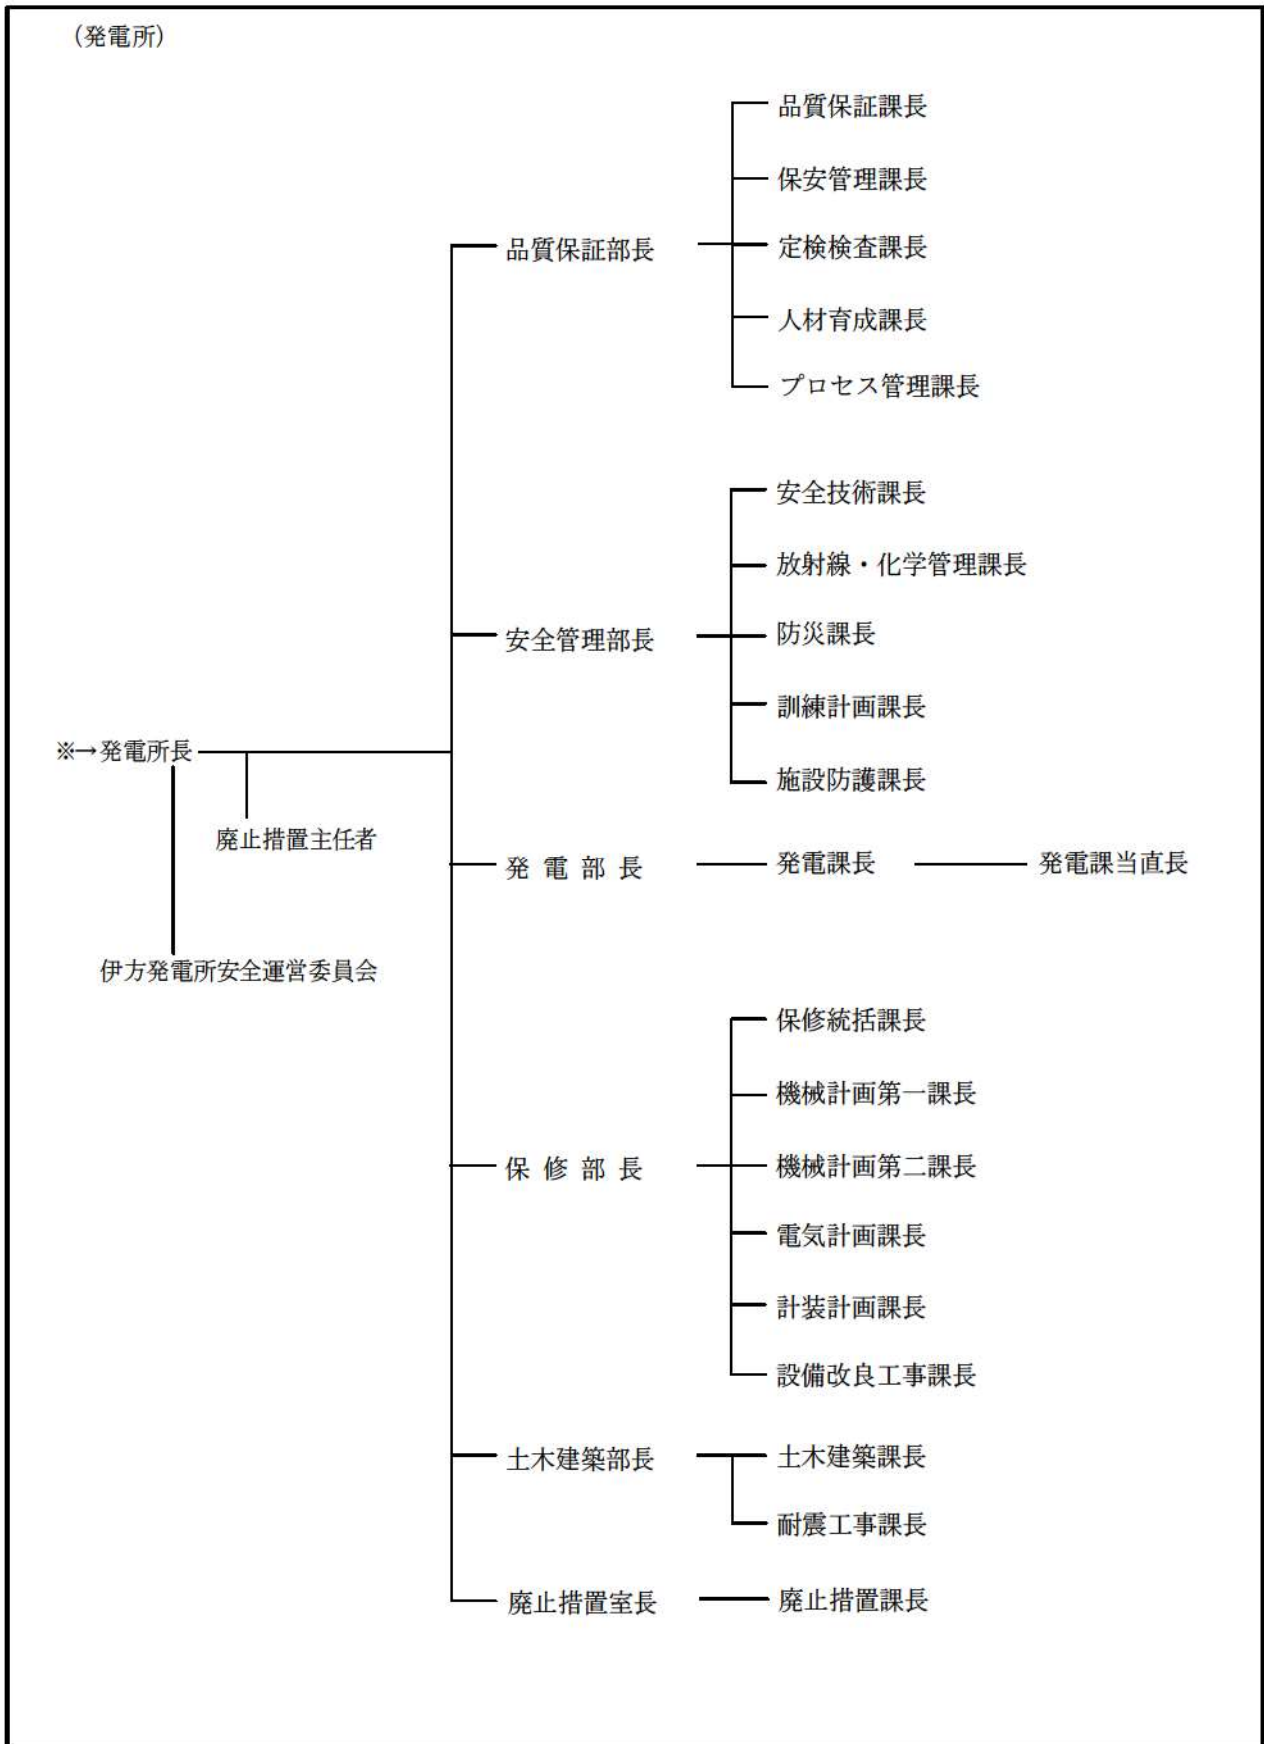 （発電所）
品質保証課長
保安管理課長
品質保証部長
定検検査課長
人材育成課長
プロセス管理課長
安全技術課長
放射線・化学管理課長
安全管理部長
防災課長
訓練計画課長
施設防護課長
※→発電所長
廃止措置主任者
伊方発電所安全運営委員会
発電部長
発電課長
発電課当直長
保修統括課長
機械計画第一課長
保修部長
機械計画第二課長
電気計画課長
計装計画課長
設備改良工事課長
土木建築部長
土木建築課長
耐震工事課長
廃止措置室長
廃止措置課長